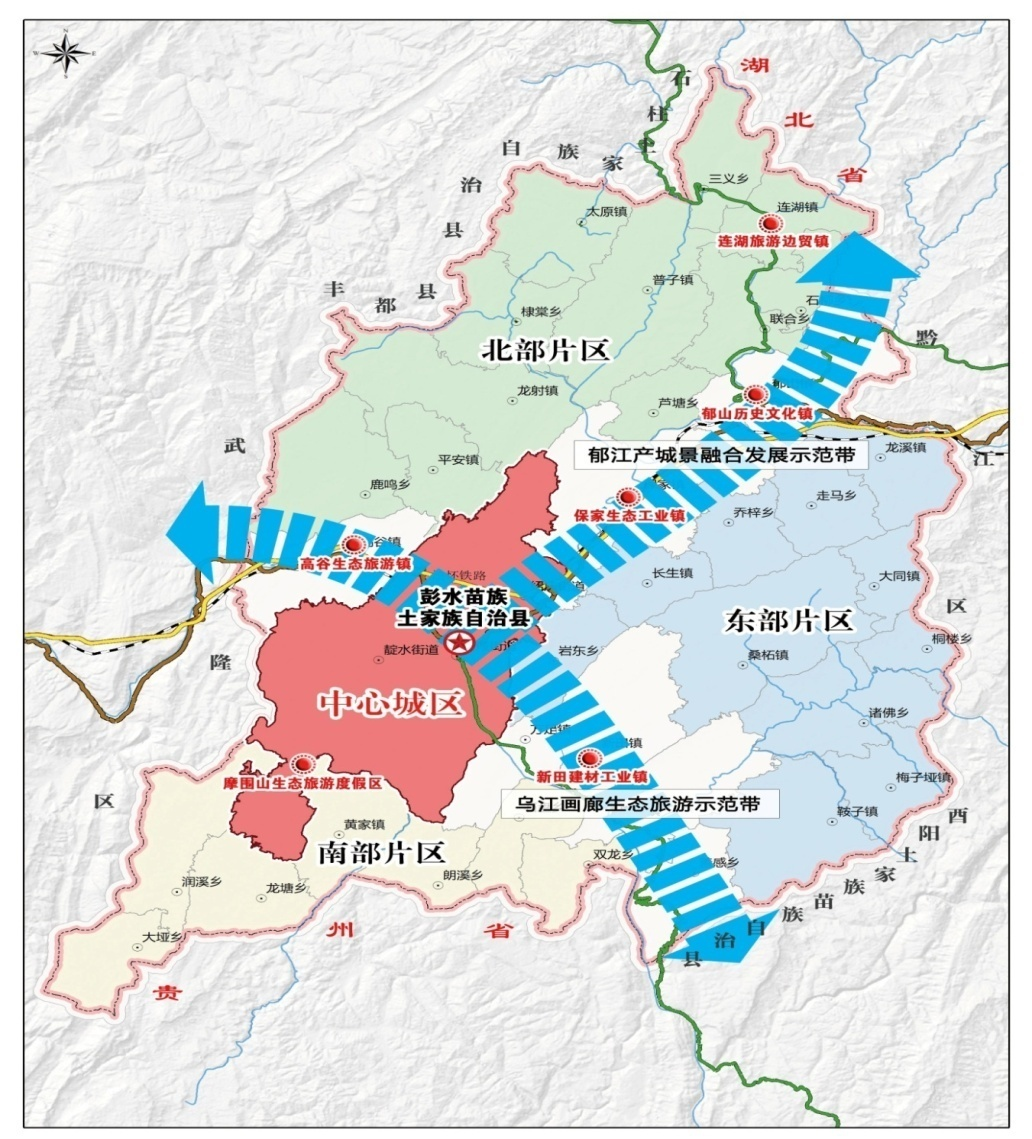 N
W
E
S
湖
北
省
石
柱
土
家
族
自
治
县
三义乡
太原镇
连湖镇
连湖旅游边贸镇
丰
都
县
普子镇
石
联合乡
棣棠乡
黔
北部片区
龙射镇
芦塘乡
郁山历史文化镇
武
郁江产城景融合发展示范带
龙溪镇
江
平安镇
鹿鸣乡
走马乡
保家生态工业镇
乔梓乡
谷镇
高谷生态旅游镇
怀铁路
长生镇
大同镇
彭水苗族
土家族自治县
区
东部片区
桐楼乡
靛水街道
岩东乡
桑柘镇
隆
中心城区
诸佛乡
新田建材工业镇
摩围山生态旅游度假区
梅子垭镇
区
乌江画廊生态旅游示范带
鞍子镇
酉
阳
土
家
族
苗
族
自
治
县
黄家镇
南部片区
双龙乡
感乡
润溪乡
龙塘乡
朗溪乡
大垭乡
贵
州
省